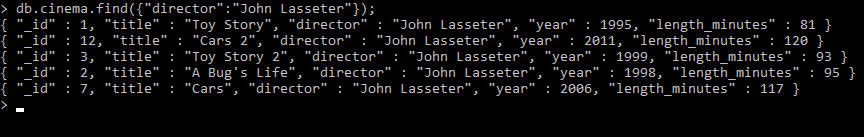 > db.cinema.find({"director":"John Lasseter"});
{ "_id" : 1, "title" : "Toy Story", "director" : "John Lasseter", "year" : 1995, "length_minutes" : 81 }
{ "_id" : 12, "title" : "Cars 2", "director" : "John Lasseter", "year" : 2011, "length_minutes" : 120 }
{ "_id" : 3, "title" : "Toy Story 2", "director" : "John Lasseter", "year" : 1999, "length_minutes" : 93 }
{ "_id" : 2, "title" : "A Bug's Life", "director" : "John Lasseter", "year" : 1998, "length_minutes" : 95 }
{ "_id" : 7, "title" : "Cars", "director" : "John Lasseter", "year" : 2006, "length_minutes" : 117 }
>